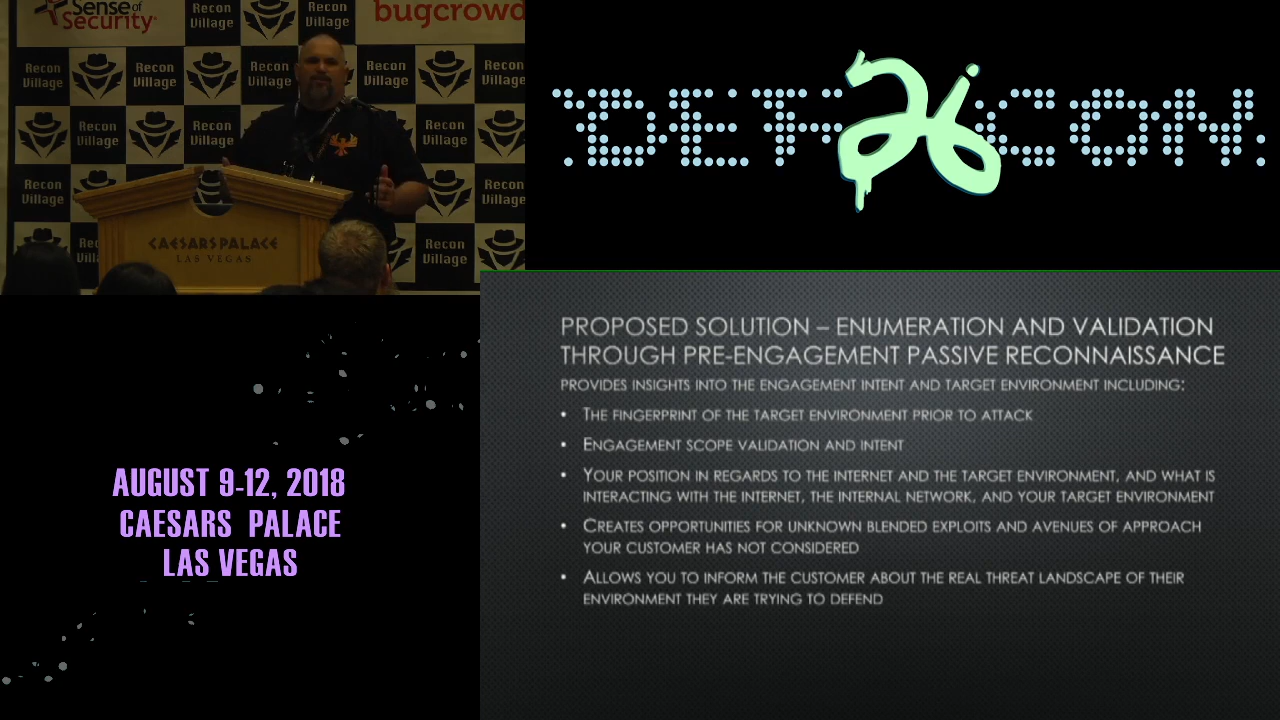 Sense of
Security
bugcrowd
Recon
Village
Recon
Village
Recon
Village
Recon
Village
Recon
Village
Recon
Village
Recon
Village
Recon
Village
Recon
Village
Recon
Village
Recon
Village
CAESARS PALACE
LAS VEGAS
DEF 26 CON
AUGUST 9-12, 2018
CAESARS PALACE
LAS VEGAS
PROPOSED SOLUTION – ENUMERATION AND VALIDATION
THROUGH PRE-ENGAGEMENT PASSIVE RECONNAISSANCE
PROVIDES INSIGHTS INTO THE ENGAGEMENT INTENT AND TARGET ENVIRONMENT INCLUDING:
• THE FINGERPRINT OF THE TARGET ENVIRONMENT PRIOR TO ATTACK
• ENGAGEMENT SCOPE VALIDATION AND INTENT
• YOUR POSITION IN REGARDS TO THE INTERNET AND THE TARGET ENVIRONMENT, AND WHAT IS
INTERACTING WITH THE INTERNET, THE INTERNAL NETWORK, AND YOUR TARGET ENVIRONMENT
• CREATES OPPORTUNITIES FOR UNKNOWN BLENDED EXPLOITS AND AVENUES OF APPROACH
YOUR CUSTOMER HAS NOT CONSIDERED
• ALLOWS YOU TO INFORM THE CUSTOMER ABOUT THE REAL THREAT LANDSCAPE OF THEIR
ENVIRONMENT THEY ARE TRYING TO DEFEND